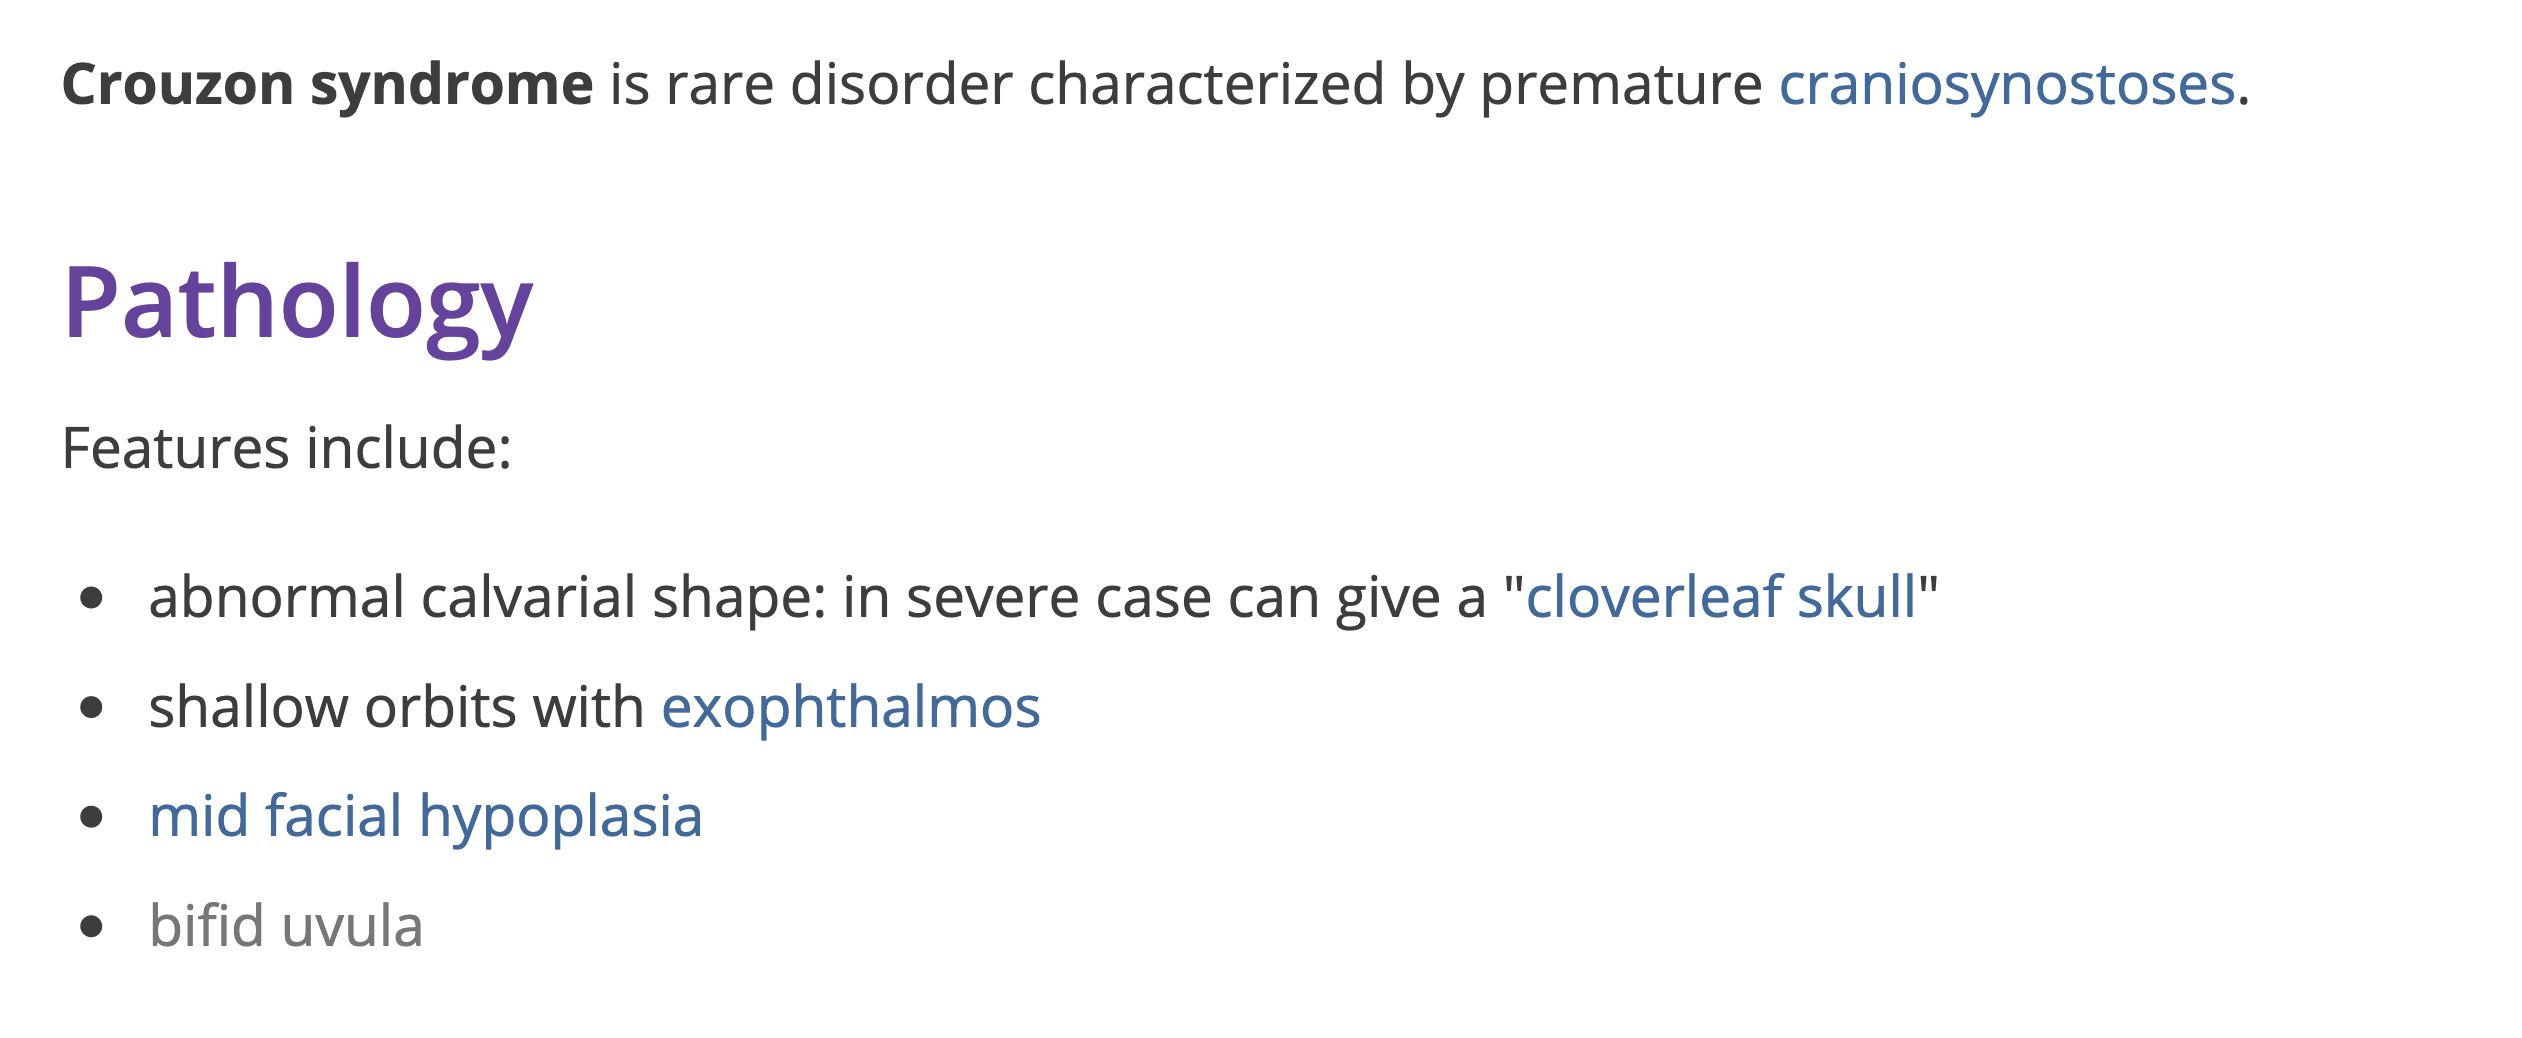 Crouzon syndrome is rare disorder characterized by premature craniosynostoses.
Pathology
Features include:
• abnormal calvarial shape: in severe case can give a "cloverleaf skull"
• shallow orbits with exophthalmos
• mid facial hypoplasia
• bifid uvula